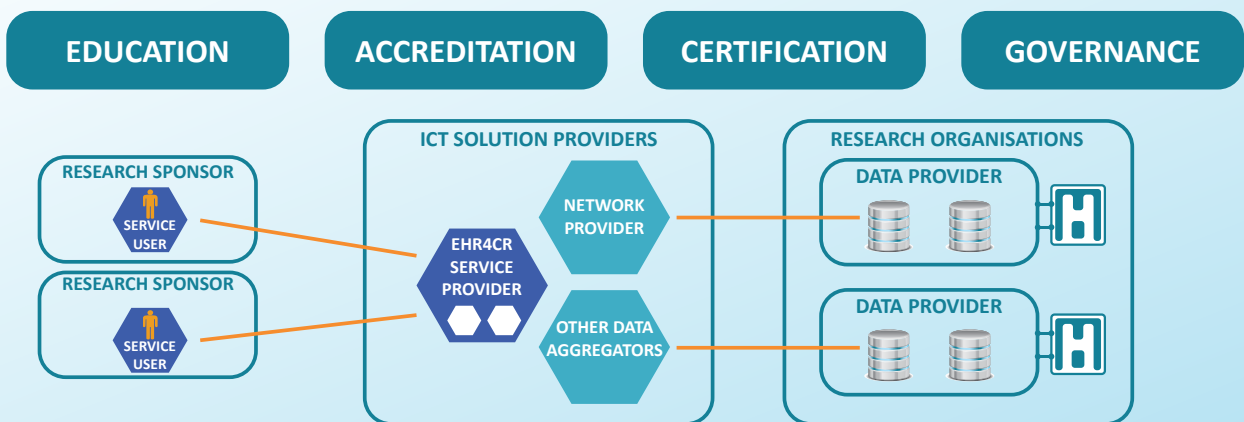 EDUCATION
ACCREDITATION
CERTIFICATION
GOVERNANCE
RESEARCH SPONSOR
SERVICE
USER
RESEARCH SPONSOR
SERVICE
USER
ICT SOLUTION PROVIDERS
EHR4CR
SERVICE
PROVIDER
NETWORK
PROVIDER
OTHER DATA
AGGREGATORS
RESEARCH ORGANISATIONS
DATA PROVIDER
DATA PROVIDER